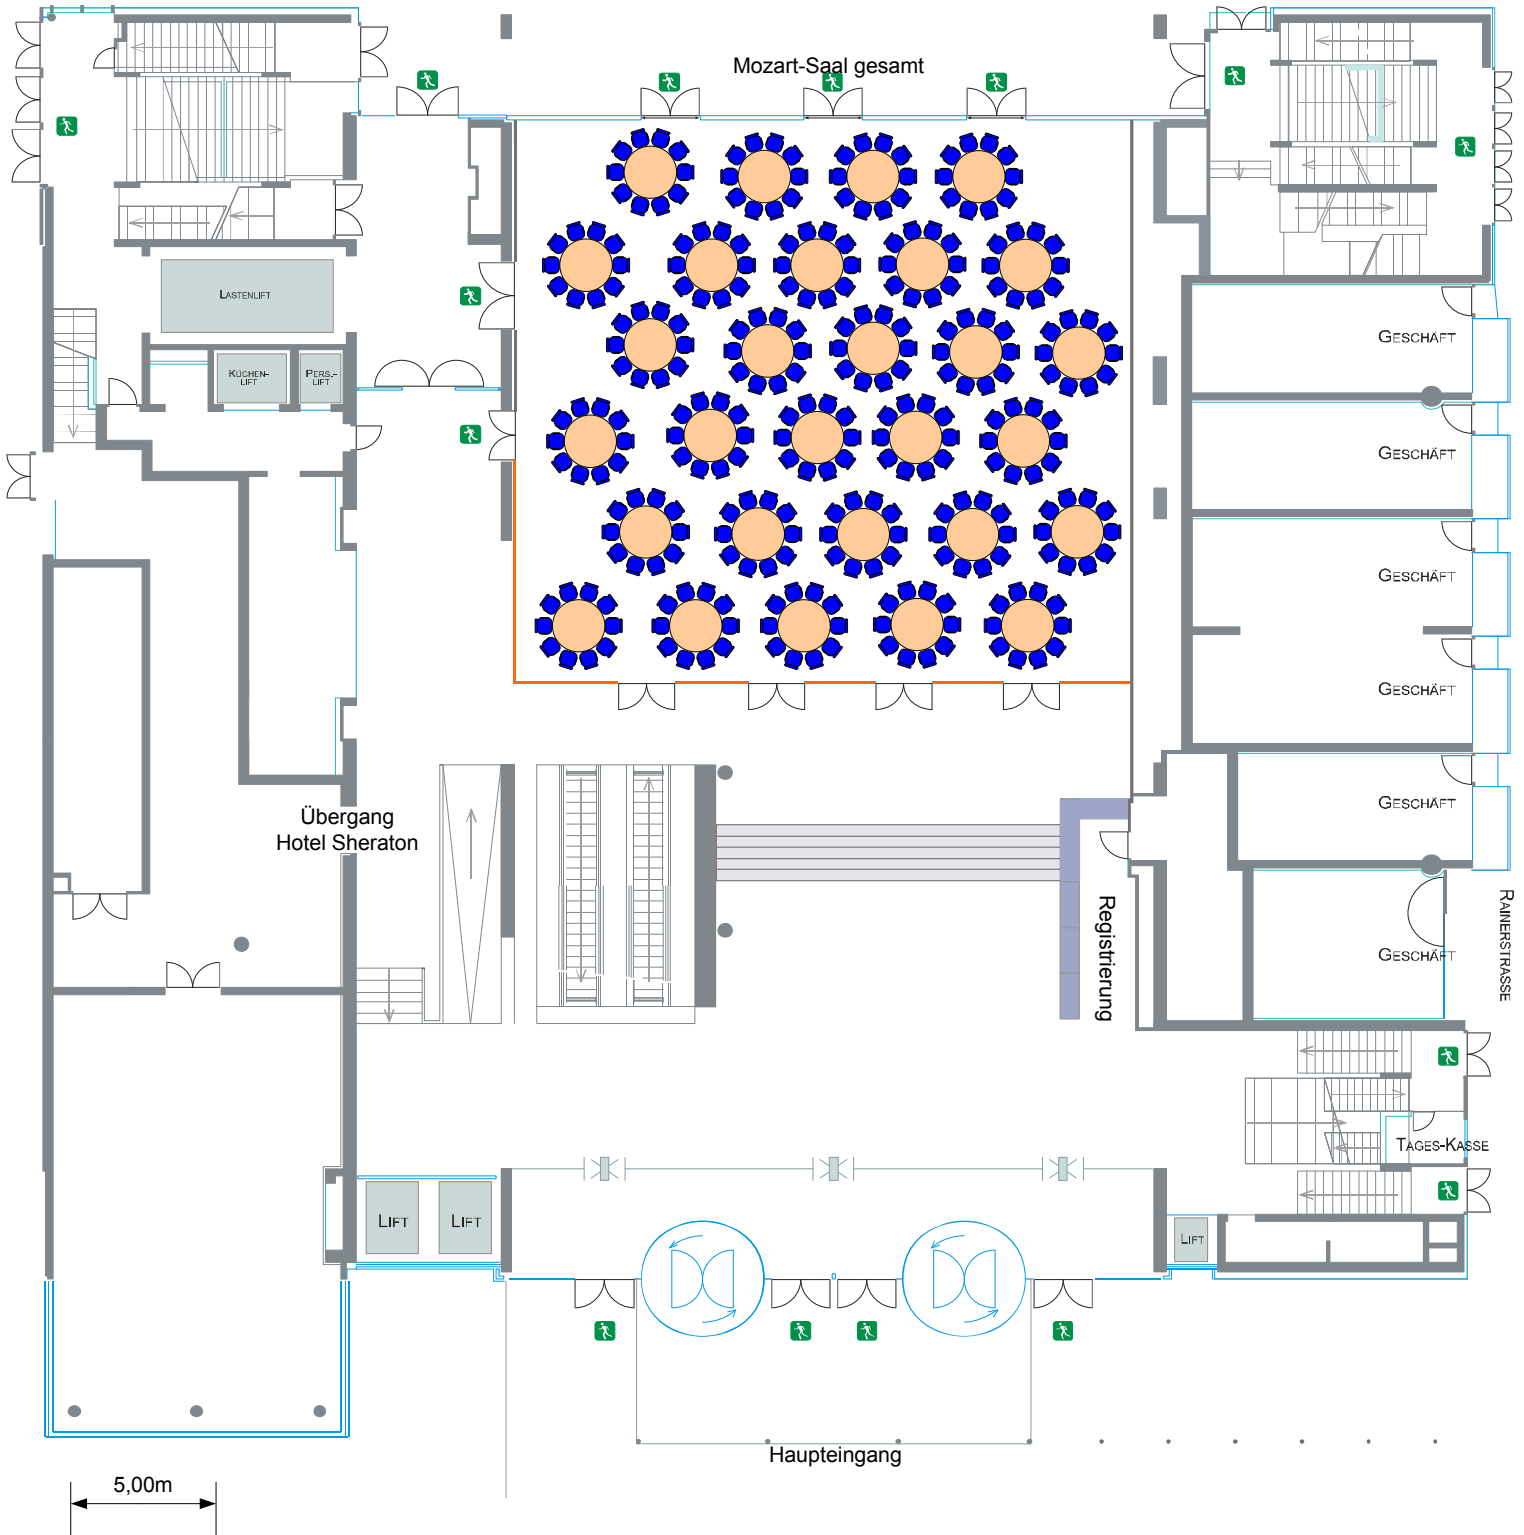 Mozart-Saal gesamt
LASTENLIFT
KÜCHEN-
LIFT
PERS.-
LIFT
GESCHÄFT
GESCHÄFT
GESCHÄFT
GESCHÄFT
GESCHÄFT
GESCHÄFT
Übergang
Hotel Sheraton
Registrierung
RAINERSTRASSE
TAGES-KASSE
LIFT
LIFT
LIFT
Haupteingang
5,00m